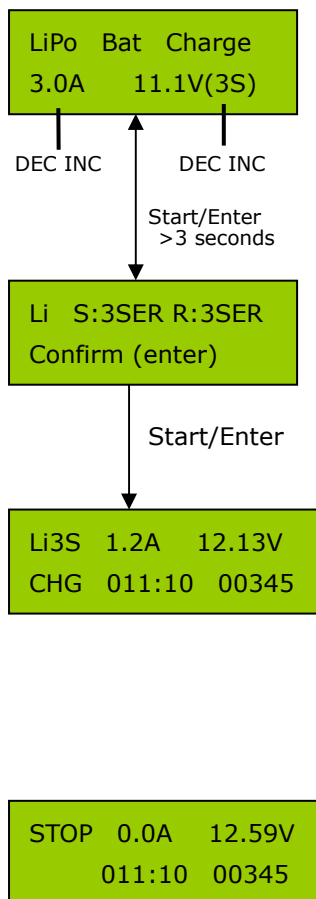 LiPo Bat Charge
3.0A 11.1V(3S)
DEC INC DEC INC
Start/Enter
>3 seconds
Li S:3SER R:3SER
Confirm (enter)
Start/Enter
Li3S 1.2A 12.13V
CHG 011:10 00345
STOP 0.0A 12.59V
011:10 00345